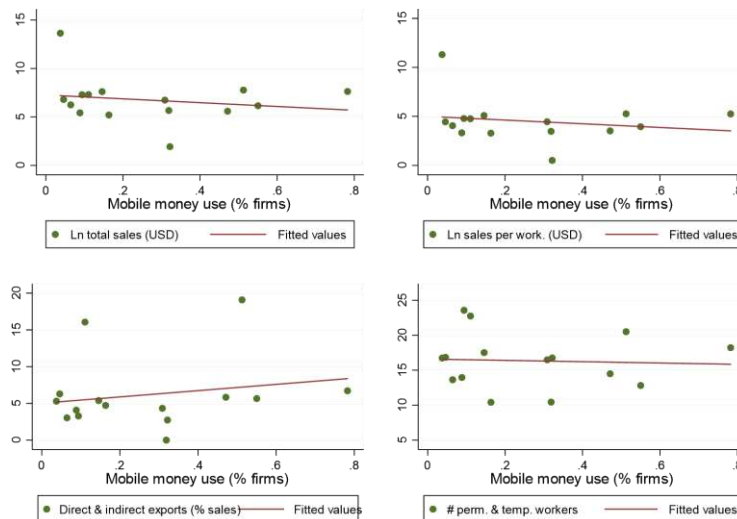 15
10
5
0
0 .2 .4 .6 .8
Mobile money use (% firms)
Ln total sales (USD) Fitted values
15
10
5
0
0 .2 .4 .6 .8
Mobile money use (% firms)
Ln sales per work. (USD) Fitted values
20
15
10
5
0
0 .2 .4 .6 .8
Mobile money use (% firms)
Direct & indirect exports (% sales) Fitted values
25
20
15
10
5
0 .2 .4 .6 .8
Mobile money use (% firms)
# perm. & temp. workers Fitted values